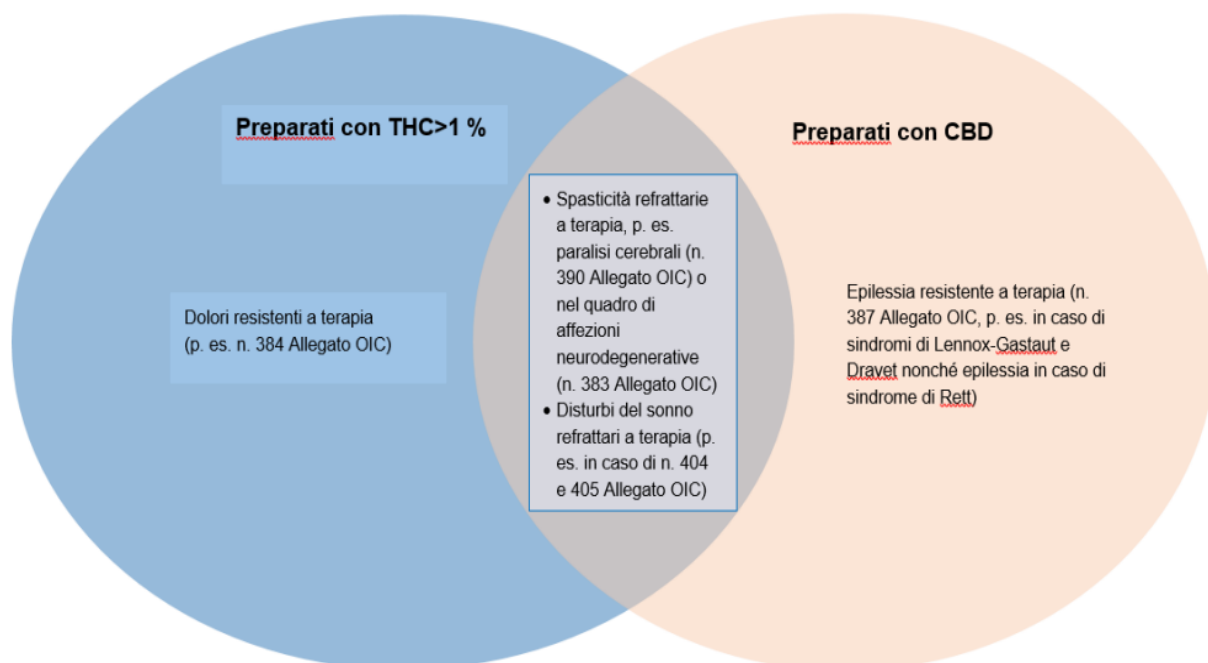 Preparati con THC>1 %
Dolori resistenti a terapia
(p. es. n. 384 Allegato OIC)
• Spasticità refrattarie
a terapia, p. es.
paralisi cerebrali (n.
390 Allegato OIC) o
nel quadro di
affezioni
neurodegenerative
(n. 383 Allegato OIC)
• Disturbi del sonno
refrattari a terapia (p.
es. in caso di n. 404
e 405 Allegato OIC)
Preparati con CBD
Epilessia resistente a terapia (n.
387 Allegato OIC, p. es. in caso di
sindromi di Lennox-Gastaut e
Dravet nonché epilessia in caso di
sindrome di Rett)